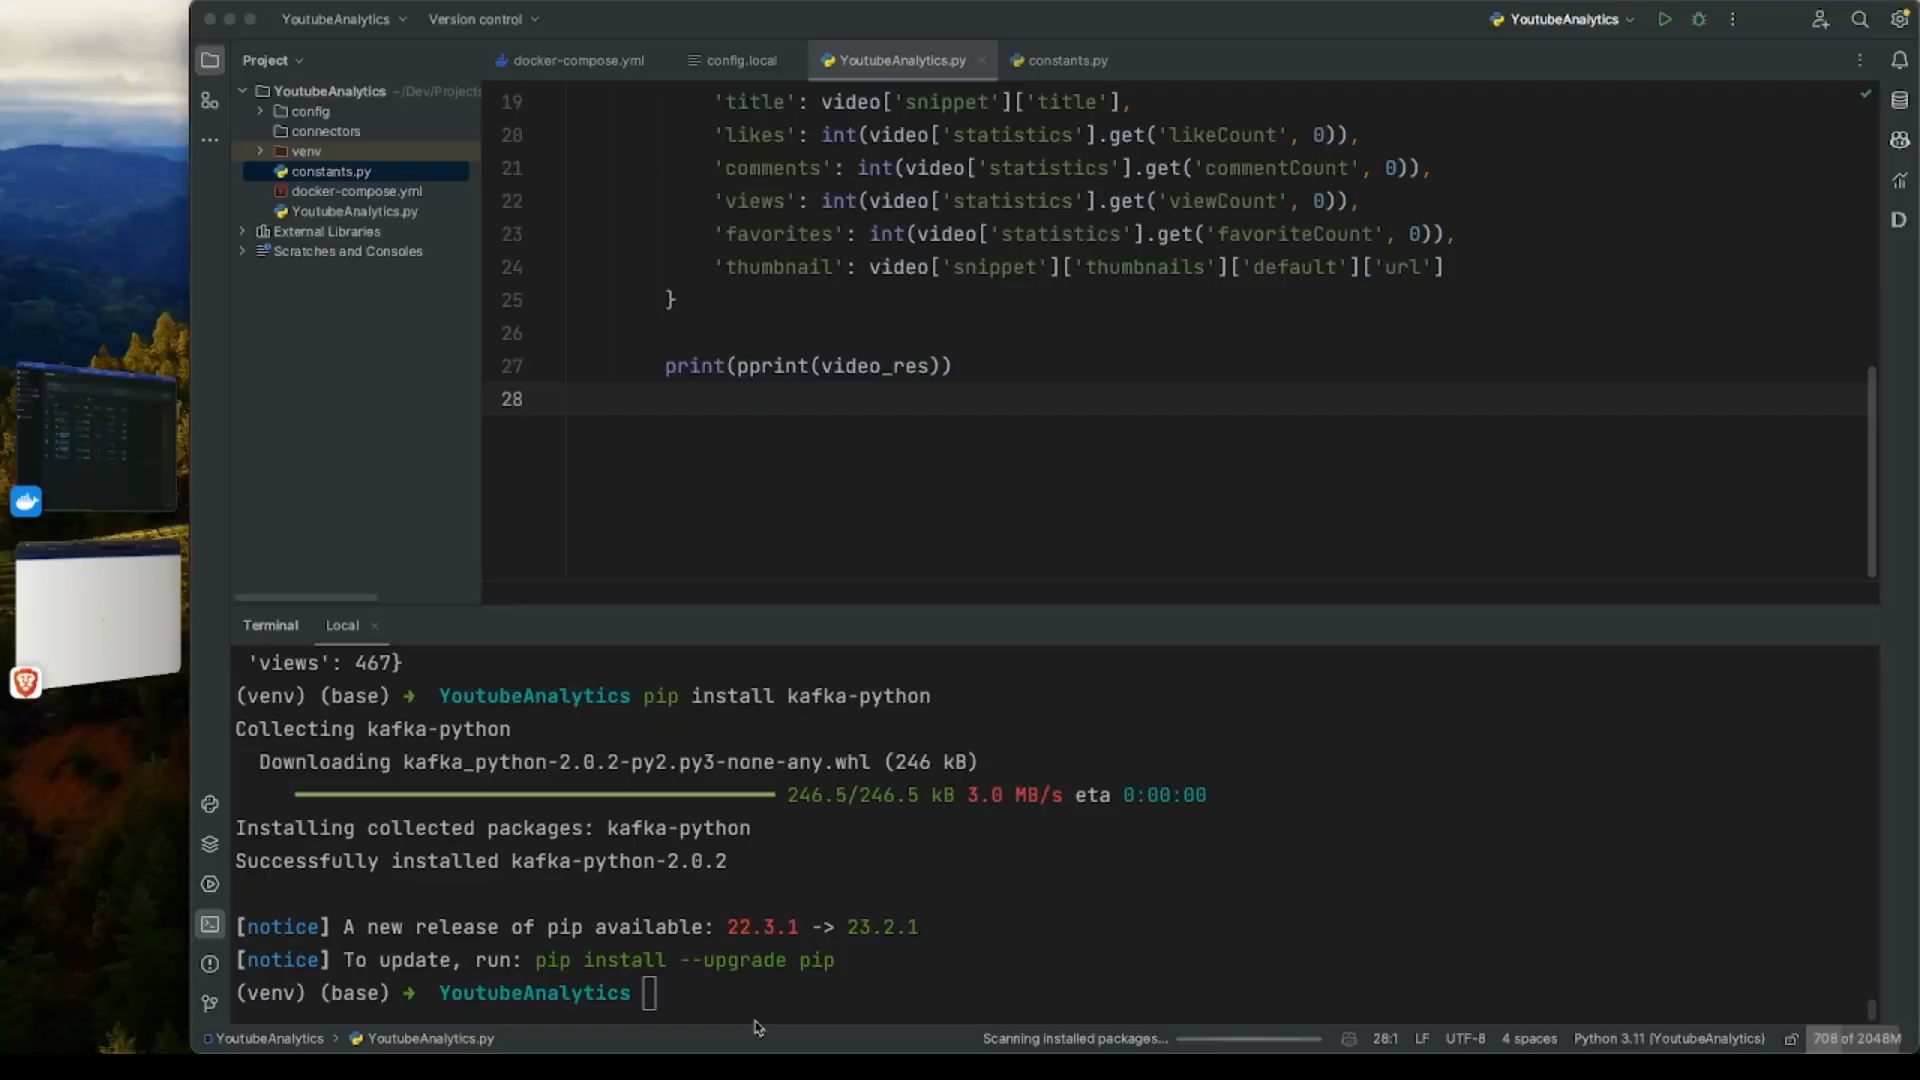 YoutubeAnalytics
Version control
YoutubeAnalytics
Project
docker-compose.yml
config.local
YoutubeAnalytics.py
constants.py
YoutubeAnalytics ~/Dev/Projects
config
connectors
venv
constants.py
docker-compose.yml
YoutubeAnalytics.py
External Libraries
Scratches and Consoles
19 'title': video['snippet']['title'],
20 'likes': int(video['statistics'].get('likeCount', 0)),
21 'comments': int(video['statistics'].get('commentCount', 0)),
22 'views': int(video['statistics'].get('viewCount', 0)),
23 'favorites': int(video['statistics'].get('favoriteCount', 0)),
24 'thumbnail': video['snippet']['thumbnails']['default']['url']
25 }
26
27 print(pprint(video_res))
28
D
Terminal
Local
'views': 467}
(venv) (base) ➜ YoutubeAnalytics pip install kafka-python
Collecting kafka-python
Downloading kafka_python-2.0.2-py2.py3-none-any.whl (246 kB)
246.5/246.5 kB 3.0 MB/s eta 0:00:00
Installing collected packages: kafka-python
Successfully installed kafka-python-2.0.2
[notice] A new release of pip available: 22.3.1 -> 23.2.1
[notice] To update, run: pip install --upgrade pip
(venv) (base) ➜ YoutubeAnalytics
YoutubeAnalytics > YoutubeAnalytics.py
Scanning installed packages...
28:1
LF
UTF-8
4 spaces
Python 3.11 (YoutubeAnalytics)
708 of 2048M